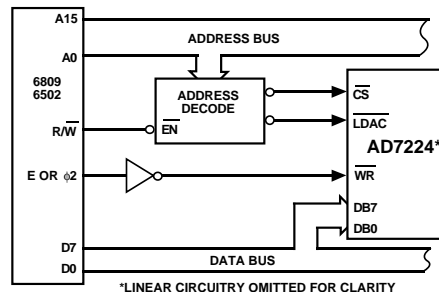 A15
ADDRESS BUS
A0
6809
6502
ADDRESS
DECODE
CS
R/W
EN
LDAC
AD7224*
E OR ϕ2
WR
DB7
DB0
D7
DATA BUS
D0
*LINEAR CIRCUITRY OMITTED FOR CLARITY